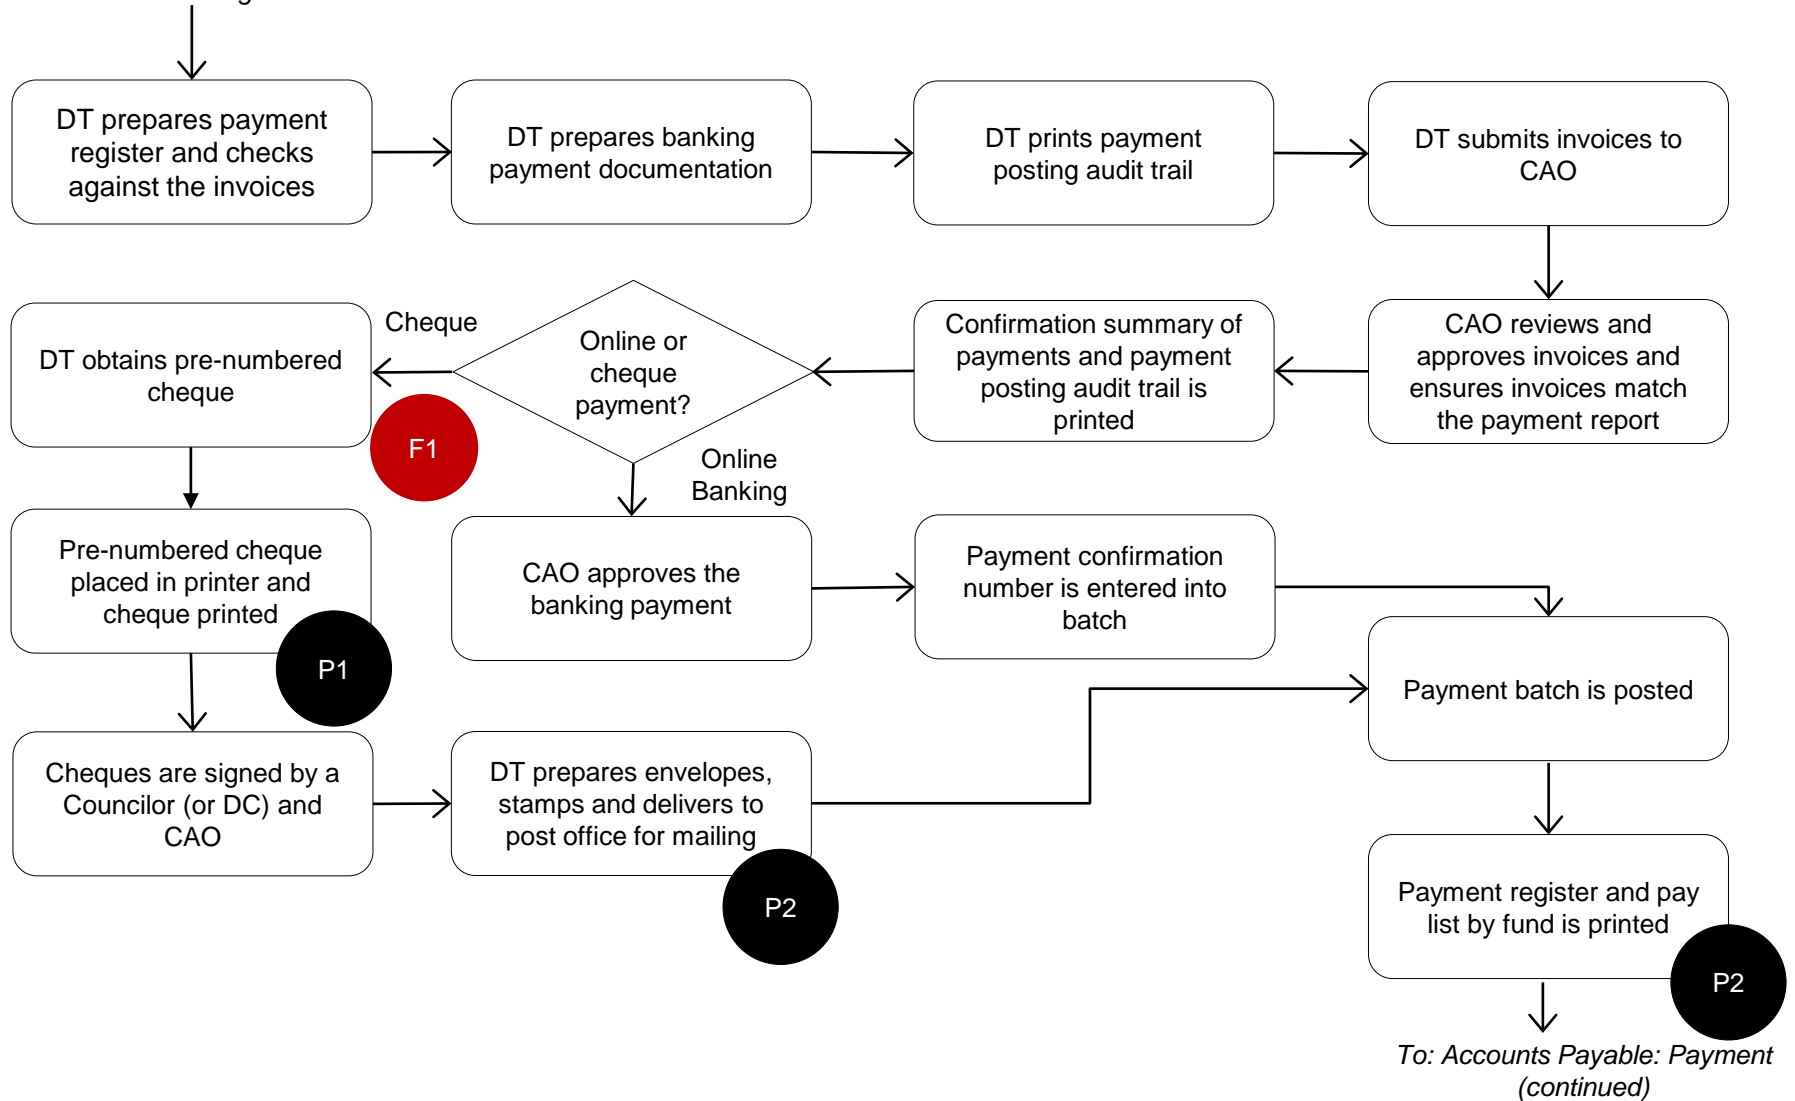 DT prepares payment
register and checks
against the invoices
DT prepares banking
payment documentation
DT prints payment
posting audit trail
DT submits invoices to
CAO
CAO reviews and
approves invoices and
ensures invoices match
the payment report
Confirmation summary of
payments and payment
posting audit trail is
printed
Online or
cheque
payment?
Cheque
DT obtains pre-numbered
cheque
F1
Online
Banking
Pre-numbered cheque
placed in printer and
cheque printed
P1
CAO approves the
banking payment
Payment confirmation
number is entered into
batch
Payment batch is posted
Cheques are signed by a
Councilor (or DC) and
CAO
DT prepares envelopes,
stamps and delivers to
post office for mailing
P2
Payment register and pay
list by fund is printed
P2
To: Accounts Payable: Payment
(continued)